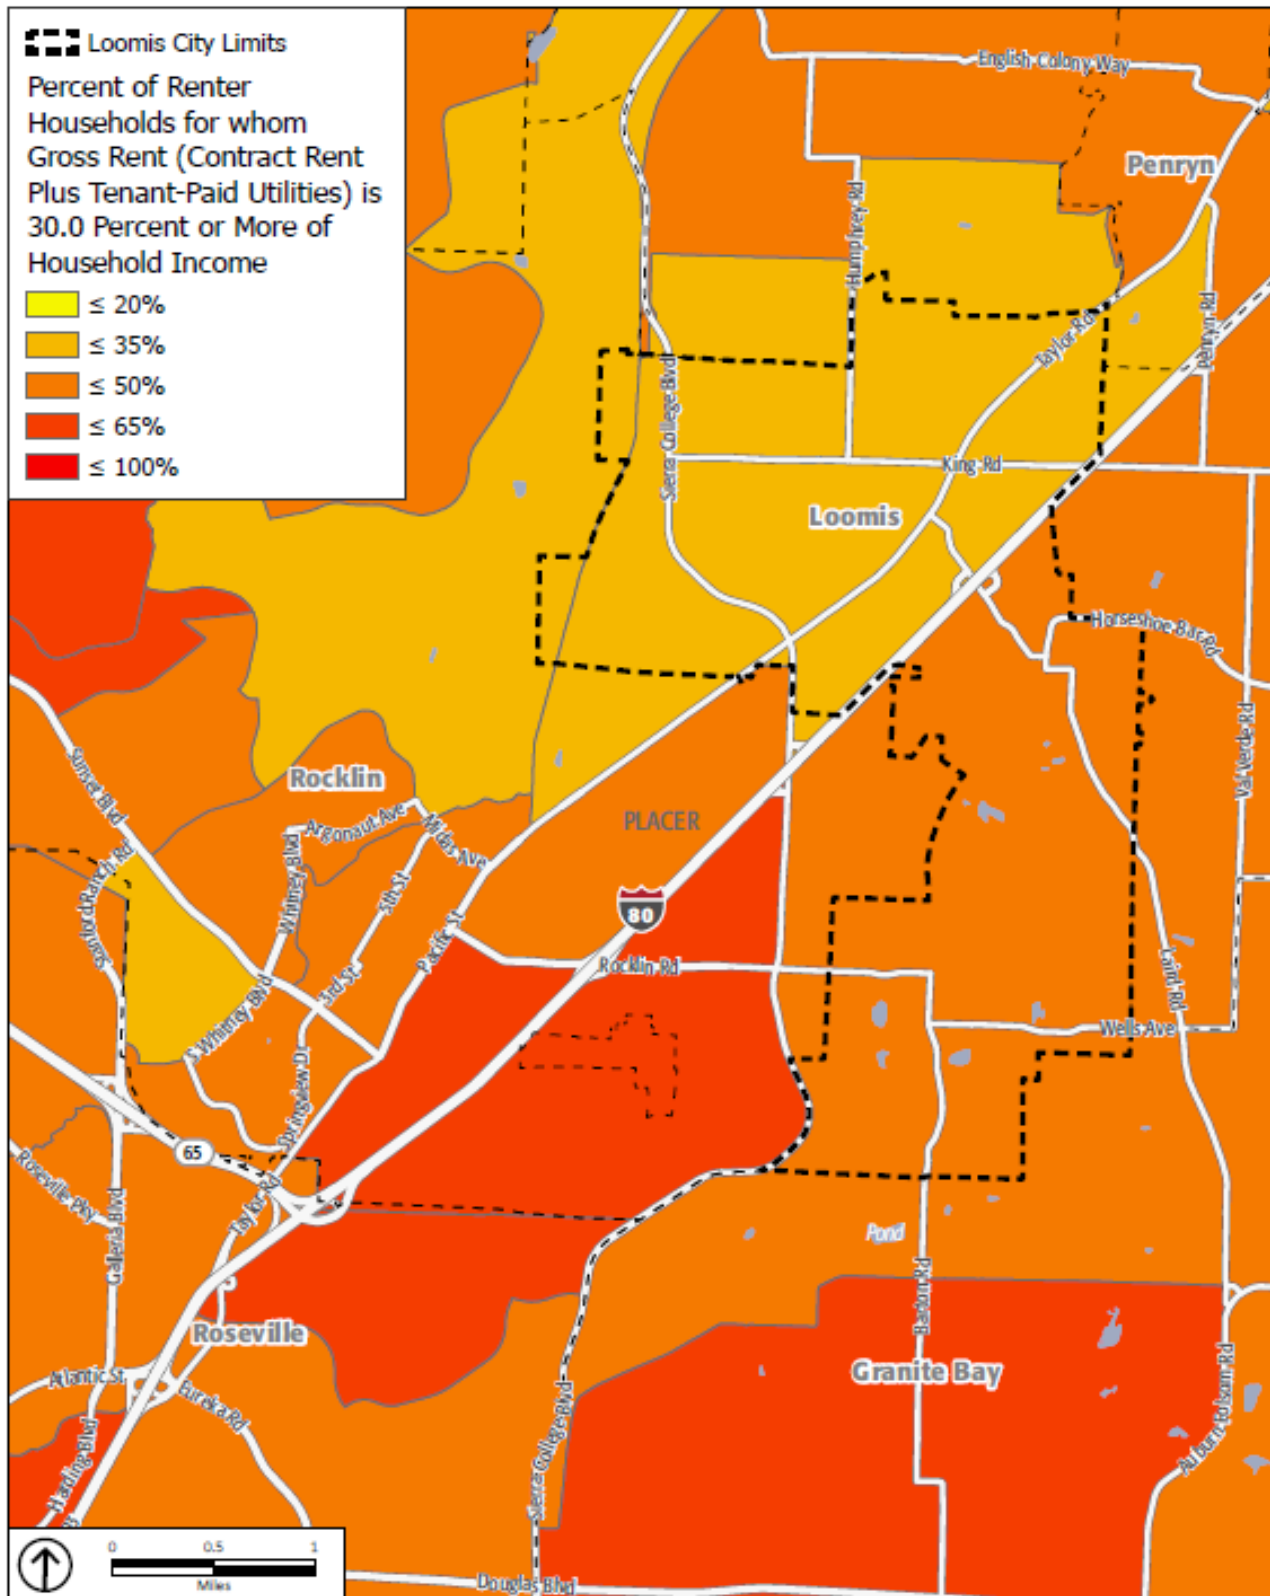 Loomis City Limits
Percent of Renter
Households for whom
Gross Rent (Contract Rent
Plus Tenant-Paid Utilities) is
30.0 Percent or More of
Household Income
≤ 20%
≤ 35%
≤ 50%
≤ 65%
≤ 100%
English Colony Way
Penryn
Humphrey Rd
Taylor Rd
Penryn Rd
Sierra College Blvd
King Rd
Loomis
Horseshoe Bar Rd
Val Verde Rd
Sunset Blvd
Rocklin
Argonaut Ave
Midas Ave
PLACER
Stanford Ranch Rd
Whitney Blvd
5th St
80
Pacific St
Rocklin Rd
3rd St
Laird Rd
S Whitney Blvd
Wells Ave
Springview Dr
65
Roseville Pky
Taylor Rd
Galleria Blvd
Pond
Barton Rd
Roseville
Granite Bay
Atlantic St
Eureka Rd
Auburn Folsom Rd
Harding Blvd
Sierra College Blvd
0 0.5 1
Miles
Douglas Blvd